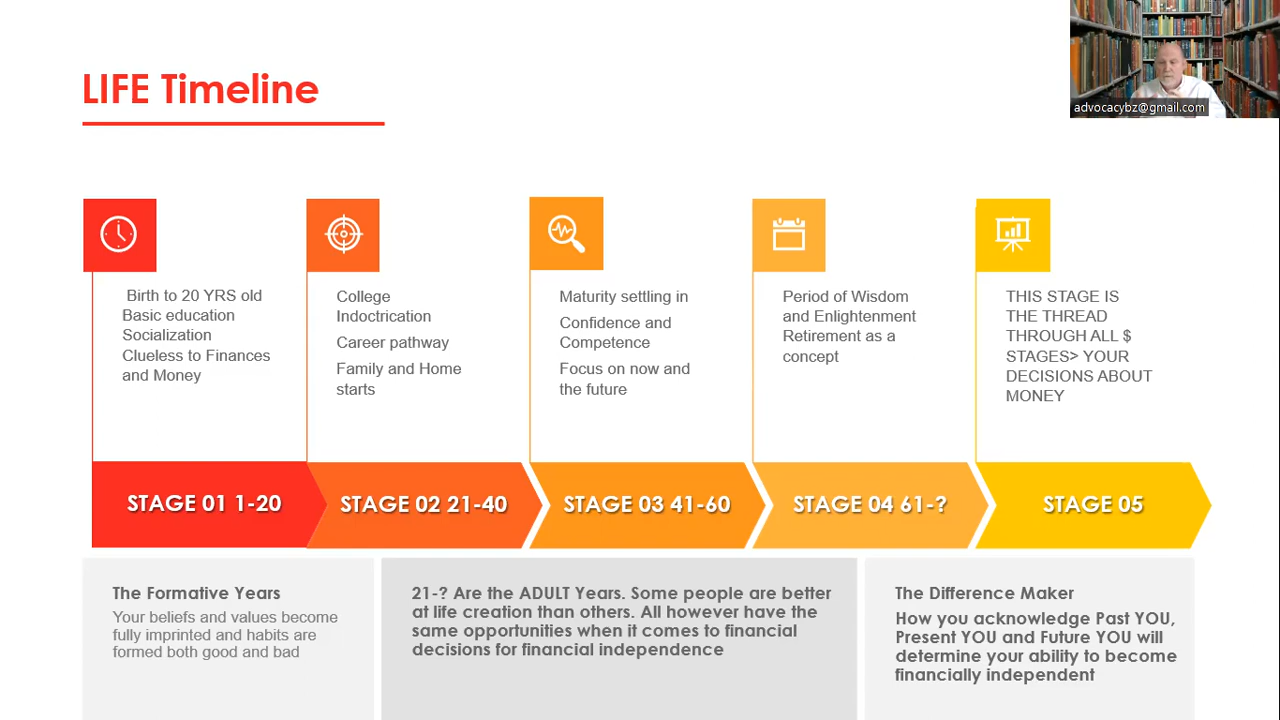 LIFE Timeline
advocacybz@gmail.com
Birth to 20 YRS old
Basic education
Socialization
Clueless to Finances
and Money
College
Indoctrination
Career pathway
Family and Home
starts
Maturity settling in
Confidence and
Competence
Focus on now and
the future
Period of Wisdom
and Enlightenment
Retirement as a
concept
THIS STAGE IS
THE THREAD
THROUGH ALL $
STAGES> YOUR
DECISIONS ABOUT
MONEY
STAGE 01 1-20
STAGE 02 21-40
STAGE 03 41-60
STAGE 04 61-?
STAGE 05
The Formative Years
Your beliefs and values become
fully imprinted and habits are
formed both good and bad
21-? Are the ADULT Years. Some people are better
at life creation than others. All however have the
same opportunities when it comes to financial
decisions for financial independence
The Difference Maker
How you acknowledge Past YOU,
Present YOU and Future YOU will
determine your ability to become
financially independent